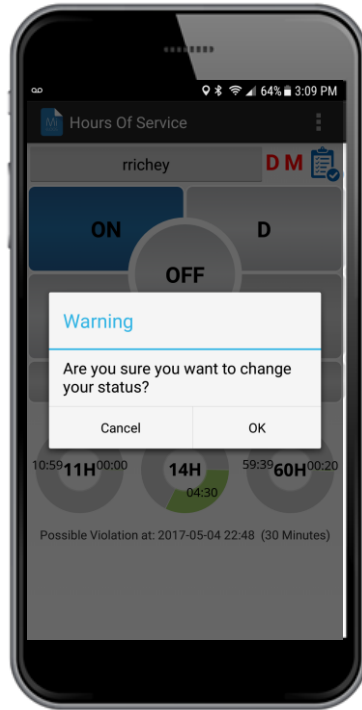 64% 3:09 PM
Mi
Hours Of Service
rrichey
D M
ON
D
OFF
Warning
Are you sure you want to change
your status?
Cancel
OK
10:59 11H 00:00
14H
04:30
59:39 60H 00:20
Possible Violation at: 2017-05-04 22:48 (30 Minutes)